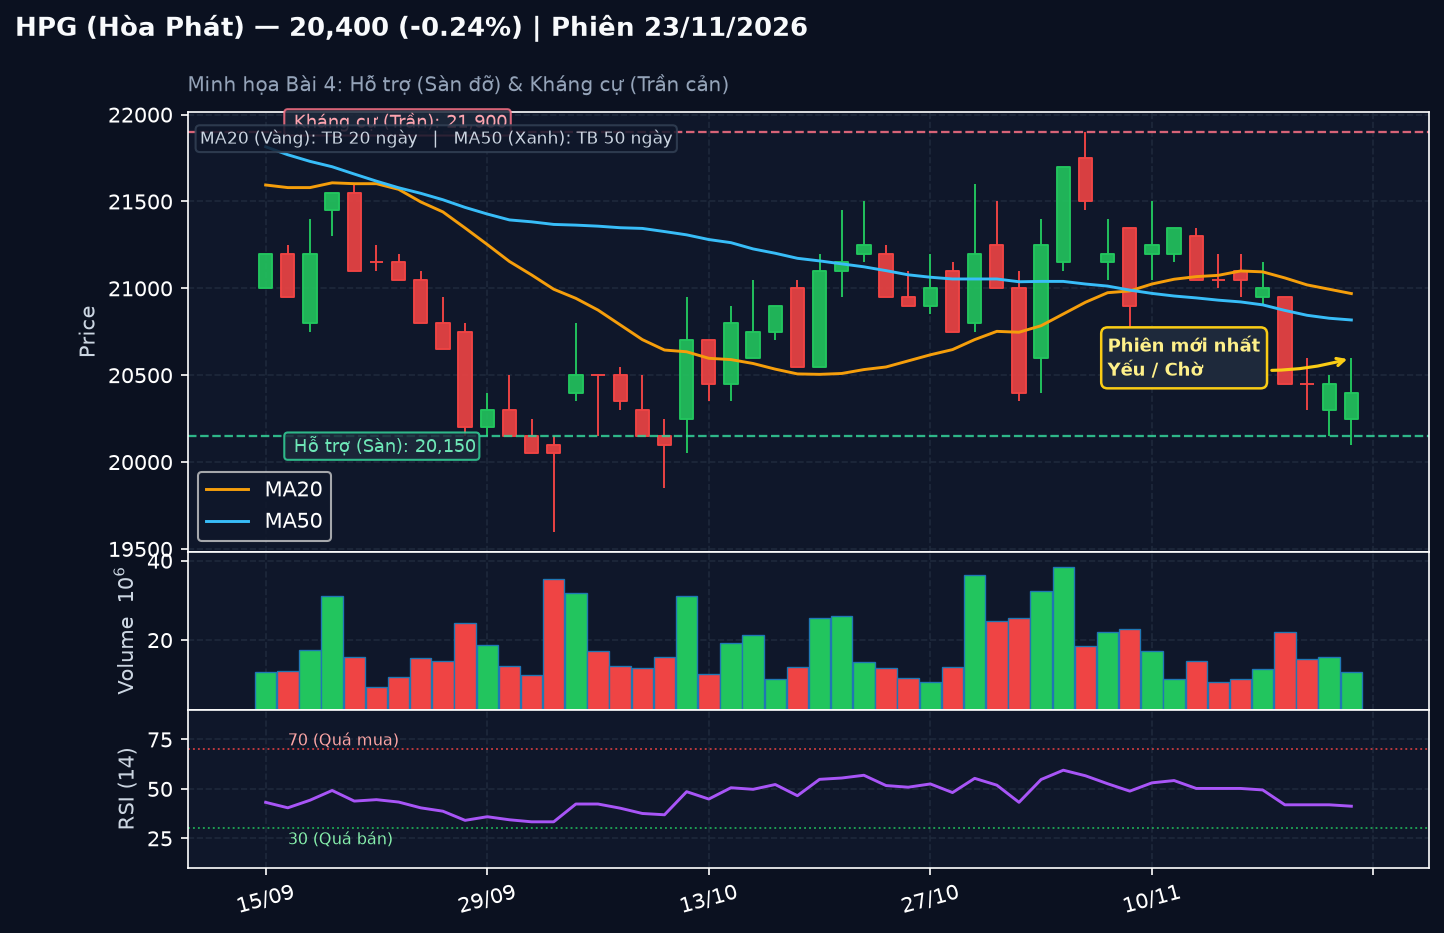 HPG (Hòa Phát) — 20,400 (-0.24%) | Phiên 23/11/2026
Minh họa Bài 4: Hỗ trợ (Sàn đỡ) & Kháng cự (Trần cản)
Kháng cự (Trần): 21,900
MA20 (Vàng): TB 20 ngày | MA50 (Xanh): TB 50 ngày
22000
21500
21000
20500
20000
19500
Price
Phiên mới nhất
Yếu / Chờ
Hỗ trợ (Sàn): 20,150
MA20
MA50
40
20
Volume 10⁶
75
50
25
RSI (14)
70 (Quá mua)
30 (Quá bán)
15/09
29/09
13/10
27/10
10/11